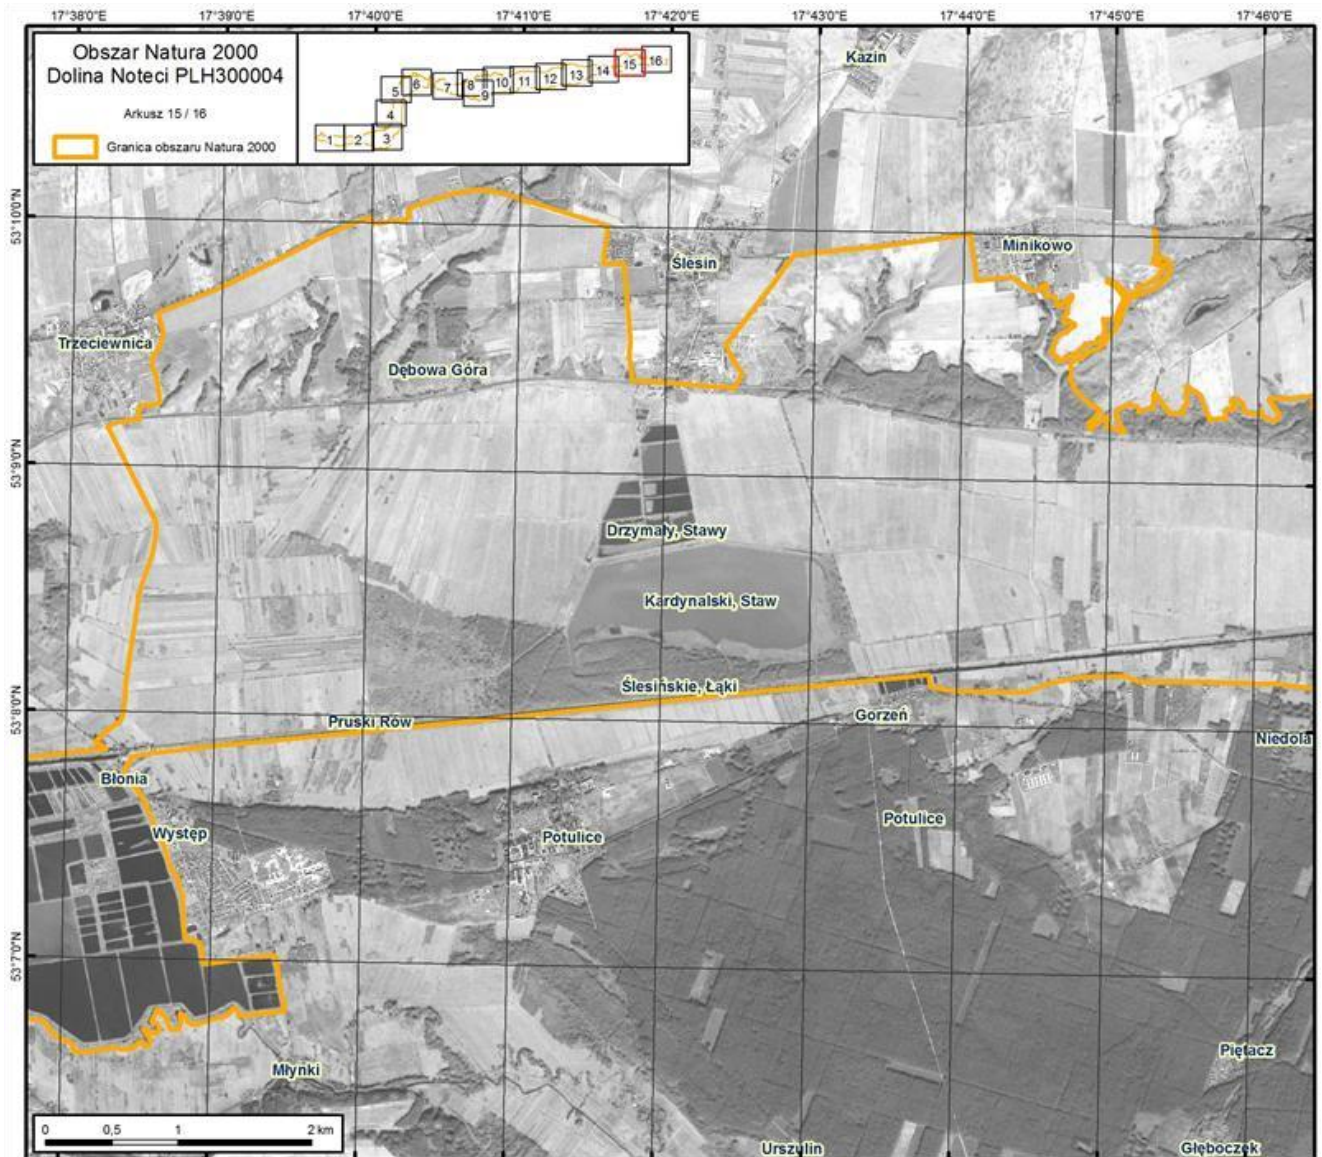 17°38'0"E 17°39'0"E 17°40'0"E 17°41'0"E 17°42'0"E 17°43'0"E 17°44'0"E 17°45'0"E 17°46'0"E
Obszar Natura 2000
Dolina Noteci PLH300004
Arkusz 15 / 16
Granica obszaru Natura 2000
1 2 3 4 5 6 7 8 9 10 11 12 13 14 15 16
Kazin
53°10'0"N
Minikowo
Ślesin
Trzeciewnica
Dębowa Góra
53°9'0"N
Drzymały, Stawy
Kardynalski, Staw
Ślesińskie, Łąki
53°8'0"N
Pruski Rów
Gorzeń
Niedola
Błonia
Występ
Potulice
Potulice
53°7'0"N
Młynki
Piętacz
0 0,5 1 2 km
Urszulin
Głęboczek